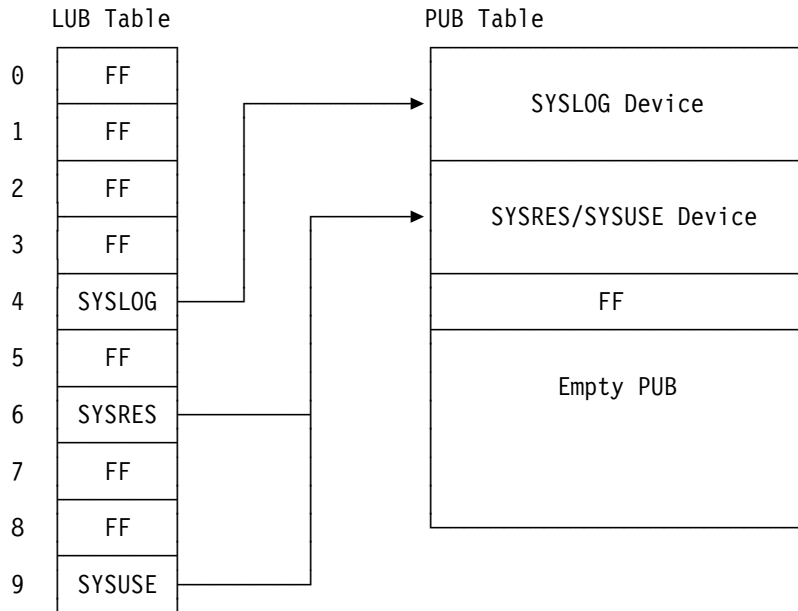 LUB Table PUB Table
0 FF
SYSLOG Device
1 FF
2 FF
SYSRES/SYSUSE Device
3 FF
4 SYSLOG FF
5 FF
Empty PUB
6 SYSRES
7 FF
8 FF
9 SYSUSE